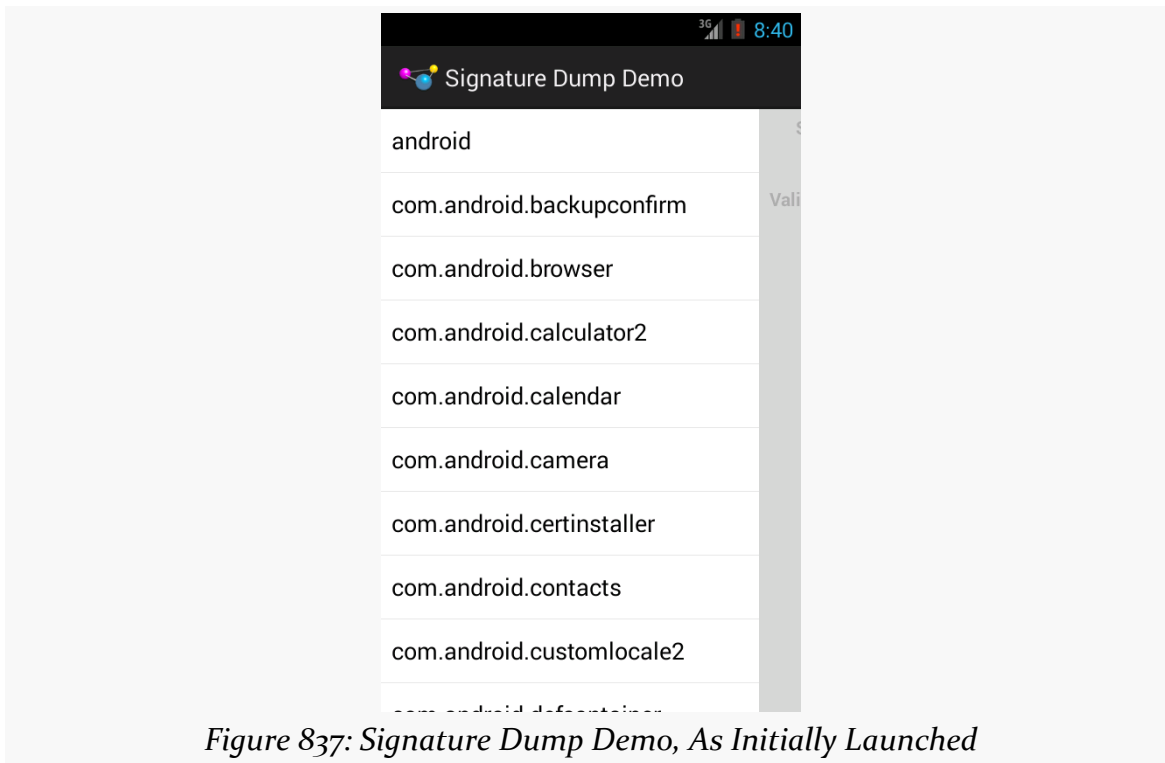 3G 8:40
Signature Dump Demo
android
com.android.backupconfirm
Vali
com.android.browser
com.android.calculator2
com.android.calendar
com.android.camera
com.android.certinstaller
com.android.contacts
com.android.customlocale2
Figure 837: Signature Dump Demo, As Initially Launched